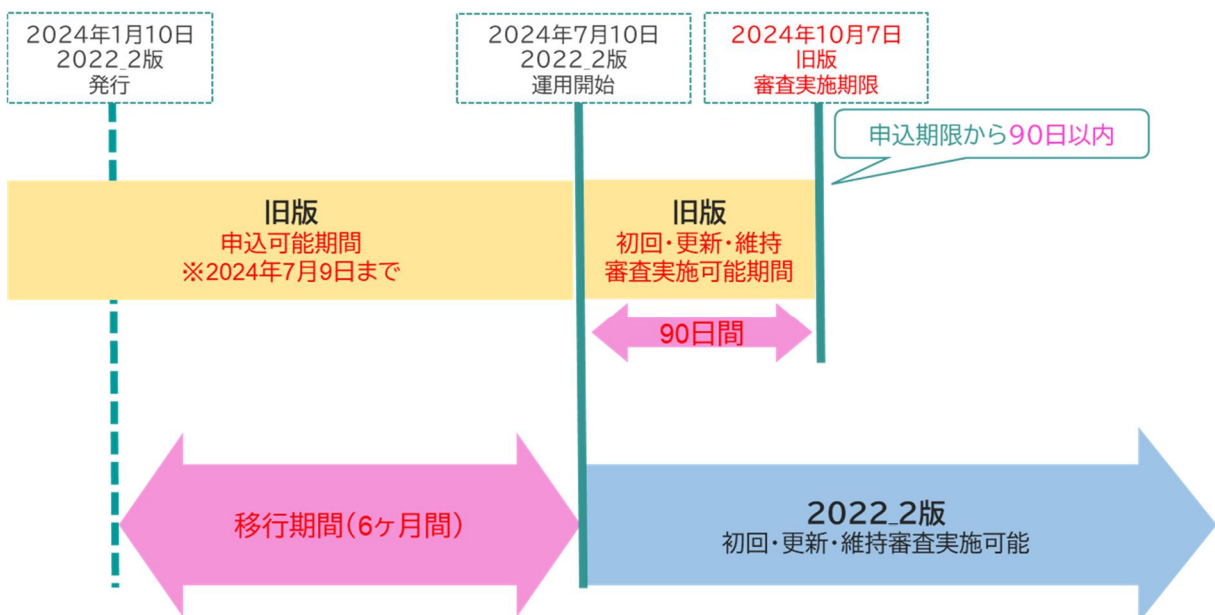 2024年1月10日
2022_2版
発行
2024年7月10日
2022_2版
運用開始
2024年10月7日
旧版
審査実施期限
申込期限から90日以内
旧版
申込可能期間
※2024年7月9日まで
旧版
初回・更新・維持
審査実施可能期間
90日間
移行期間(6ヶ月間)
2022_2版
初回・更新・維持審査実施可能